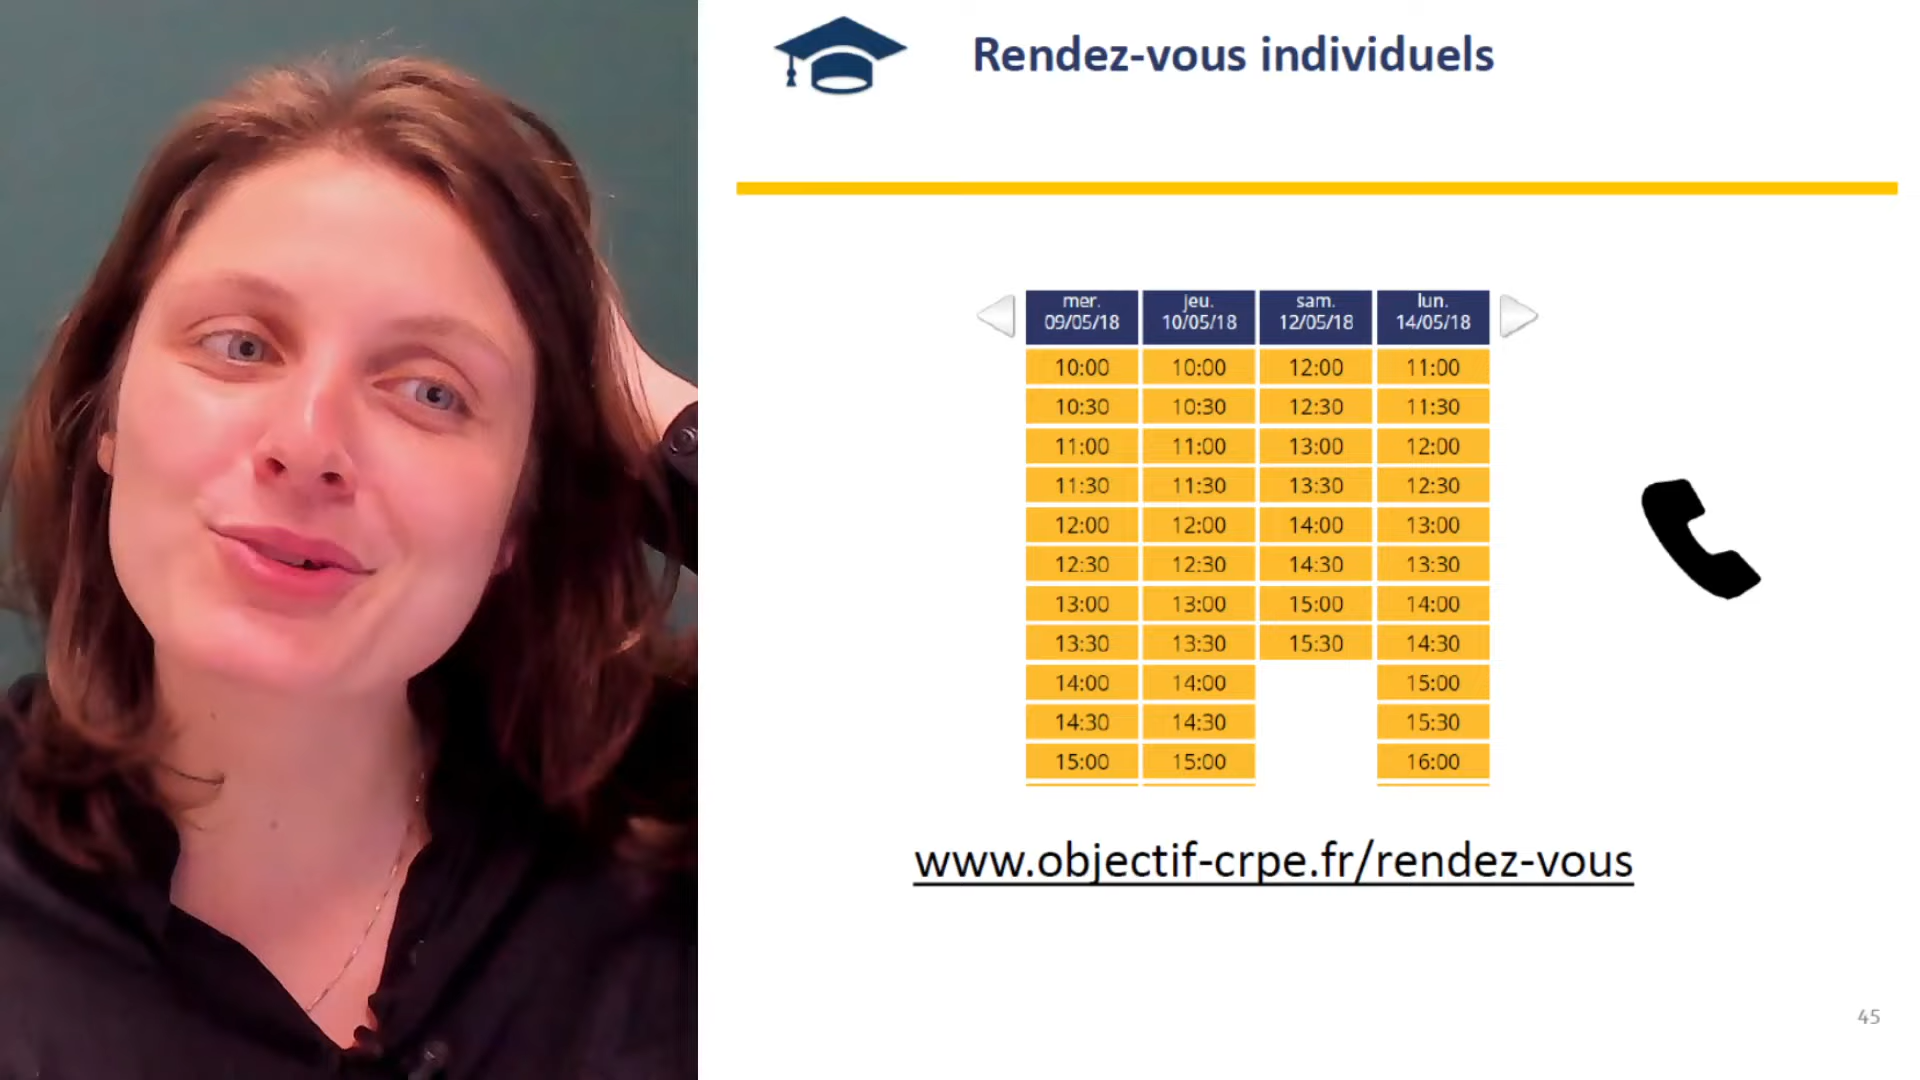 Rendez-vous individuels
mer. jeu. sam. lun.
09/05/18 10/05/18 12/05/18 14/05/18
10:00 10:00 12:00 11:00
10:30 10:30 12:30 11:30
11:00 11:00 13:00 12:00
11:30 11:30 13:30 12:30
12:00 12:00 14:00 13:00
12:30 12:30 14:30 13:30
13:00 13:00 15:00 14:00
13:30 13:30 15:30 14:30
14:00 14:00 15:00
14:30 14:30 15:30
15:00 15:00 16:00
www.objectif-crpe.fr/rendez-vous
45